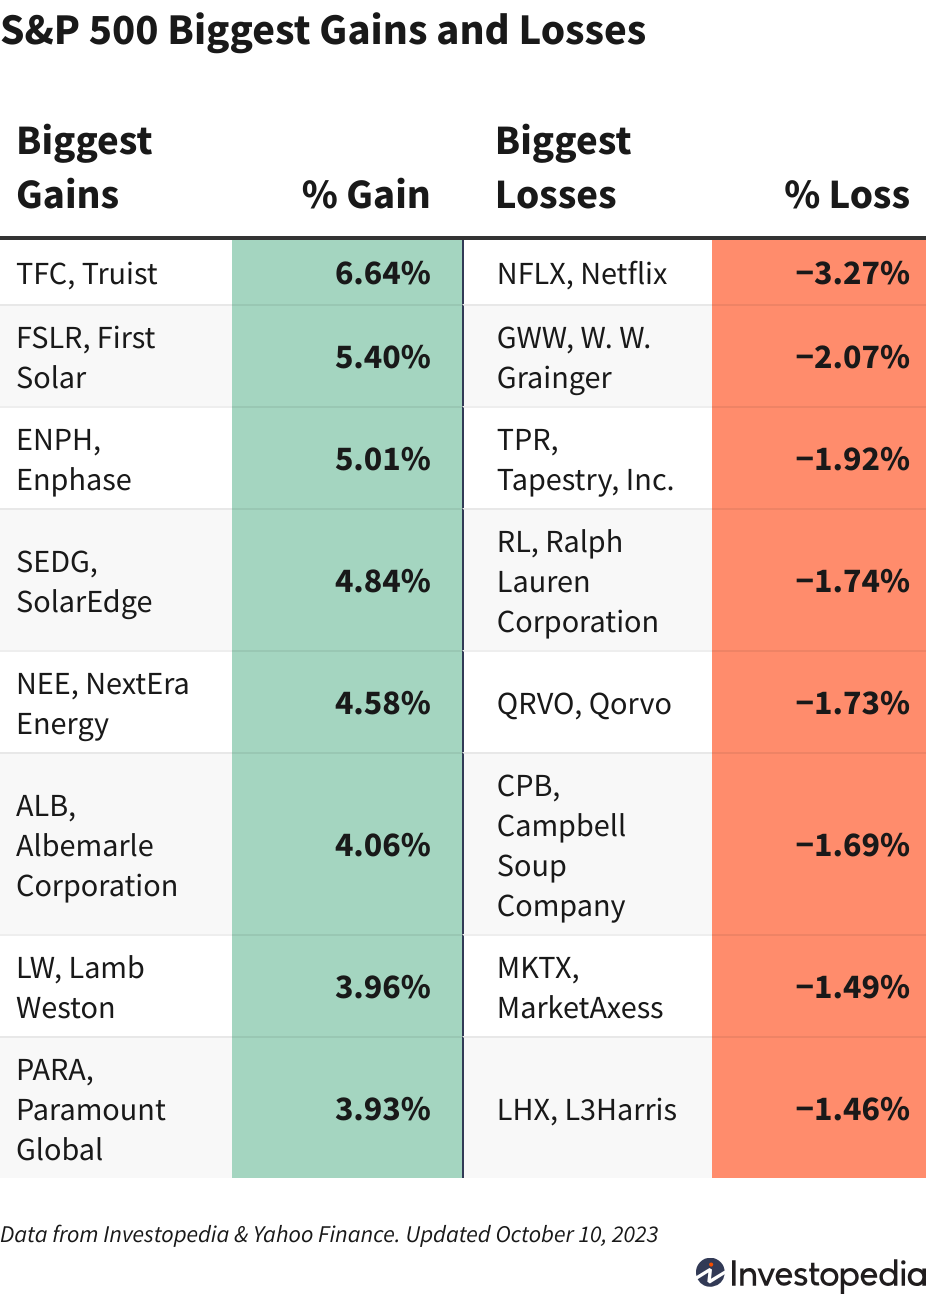 S&P 500 Biggest Gains and Losses
Biggest
Gains
% Gain
Biggest
Losses
% Loss
TFC, Truist
6.64%
NFLX, Netflix
−3.27%
FSLR, First
Solar
5.40%
GWW, W. W.
Grainger
−2.07%
ENPH,
Enphase
5.01%
TPR,
Tapestry, Inc.
−1.92%
SEDG,
SolarEdge
4.84%
RL, Ralph
Lauren
Corporation
−1.74%
NEE, NextEra
Energy
4.58%
QRVO, Qorvo
−1.73%
ALB,
Albemarle
Corporation
4.06%
CPB,
Campbell
Soup
Company
−1.69%
LW, Lamb
Weston
3.96%
MKTX,
MarketAxess
−1.49%
PARA,
Paramount
Global
3.93%
LHX, L3Harris
−1.46%
Data from Investopedia & Yahoo Finance. Updated October 10, 2023
Investopedia